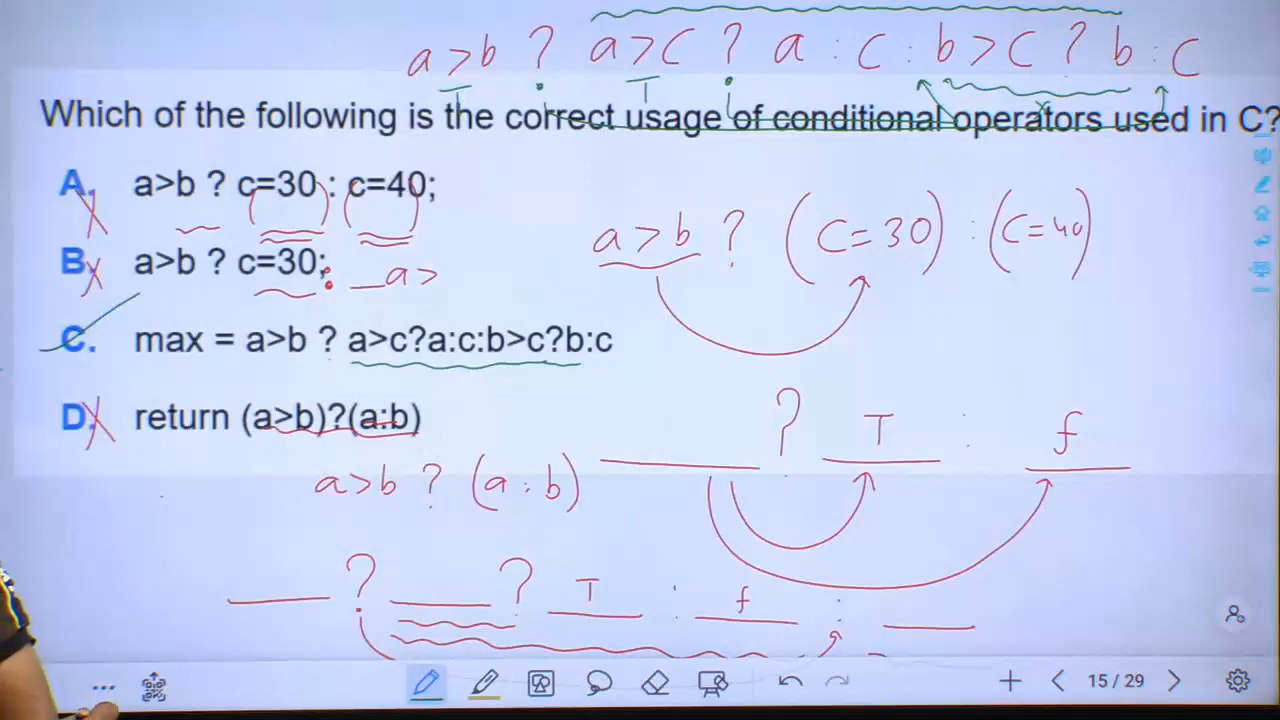 a>b ? a>c ? a : c : b>c ? b : c
T T
Which of the following is the correct usage of conditional operators used in C?
A. a>b ? c=30 : c=40;
a>b ? (C=30) : (C=40)
B. a>b ? c=30;
: _a>
C. max = a>b ? a>c?a:c:b>c?b:c
D. return (a>b)?(a:b)
? T : f
a>b ? (a : b)
? ? T : f :
15 / 29